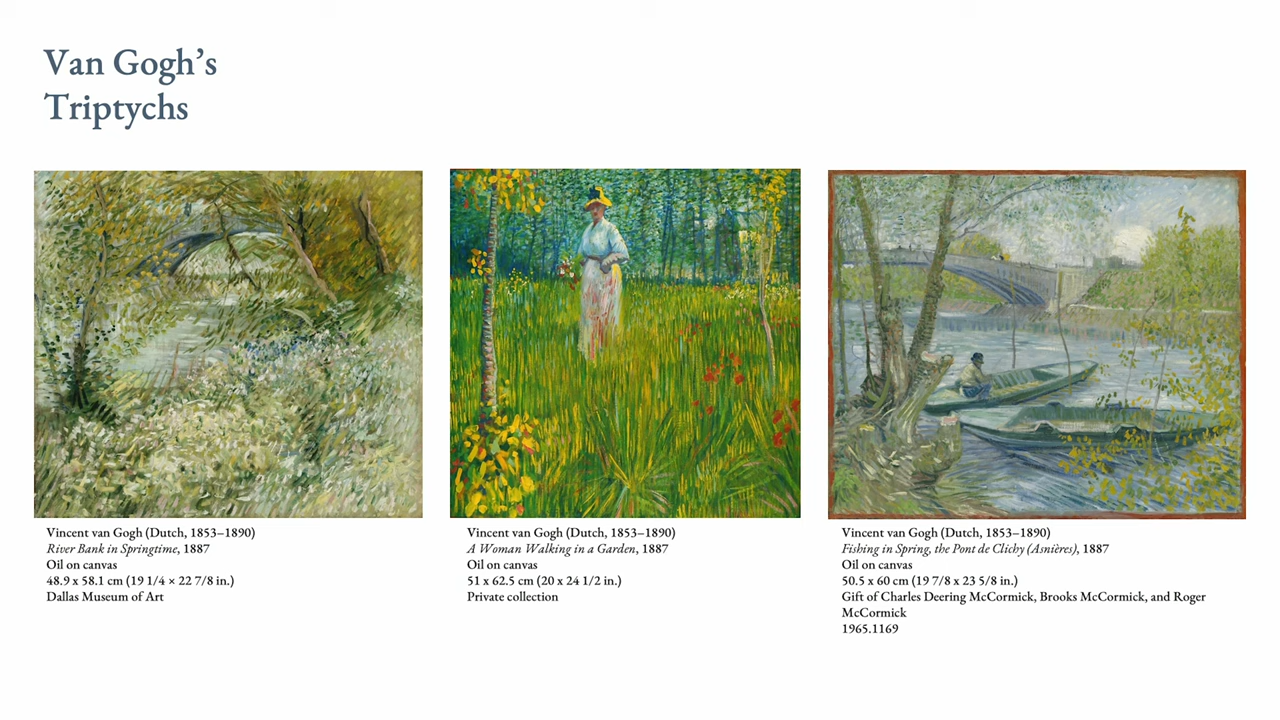 Van Gogh’s
Triptychs
Vincent van Gogh (Dutch, 1853–1890)
River Bank in Springtime, 1887
Oil on canvas
48.9 x 58.1 cm (19 1/4 × 22 7/8 in.)
Dallas Museum of Art
Vincent van Gogh (Dutch, 1853–1890)
A Woman Walking in a Garden, 1887
Oil on canvas
51 x 62.5 cm (20 x 24 1/2 in.)
Private collection
Vincent van Gogh (Dutch, 1853–1890)
Fishing in Spring, the Pont de Clichy (Asnières), 1887
Oil on canvas
50.5 x 60 cm (19 7/8 x 23 5/8 in.)
Gift of Charles Deering McCormick, Brooks McCormick, and Roger
McCormick
1965.1169